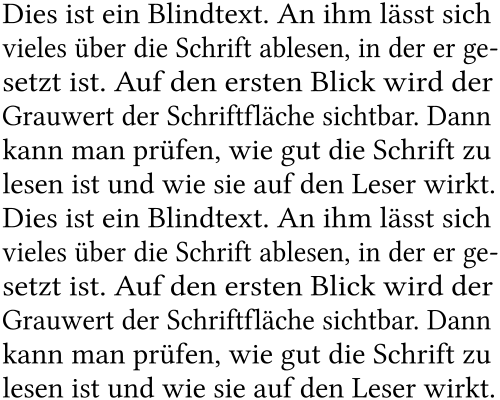 Dies ist ein Blindtext. An ihm lässt sich
vieles über die Schrift ablesen, in der er ge-
setzt ist. Auf den ersten Blick wird der
Grauwert der Schriftfläche sichtbar. Dann
kann man prüfen, wie gut die Schrift zu
lesen ist und wie sie auf den Leser wirkt.
Dies ist ein Blindtext. An ihm lässt sich
vieles über die Schrift ablesen, in der er ge-
setzt ist. Auf den ersten Blick wird der
Grauwert der Schriftfläche sichtbar. Dann
kann man prüfen, wie gut die Schrift zu
lesen ist und wie sie auf den Leser wirkt.